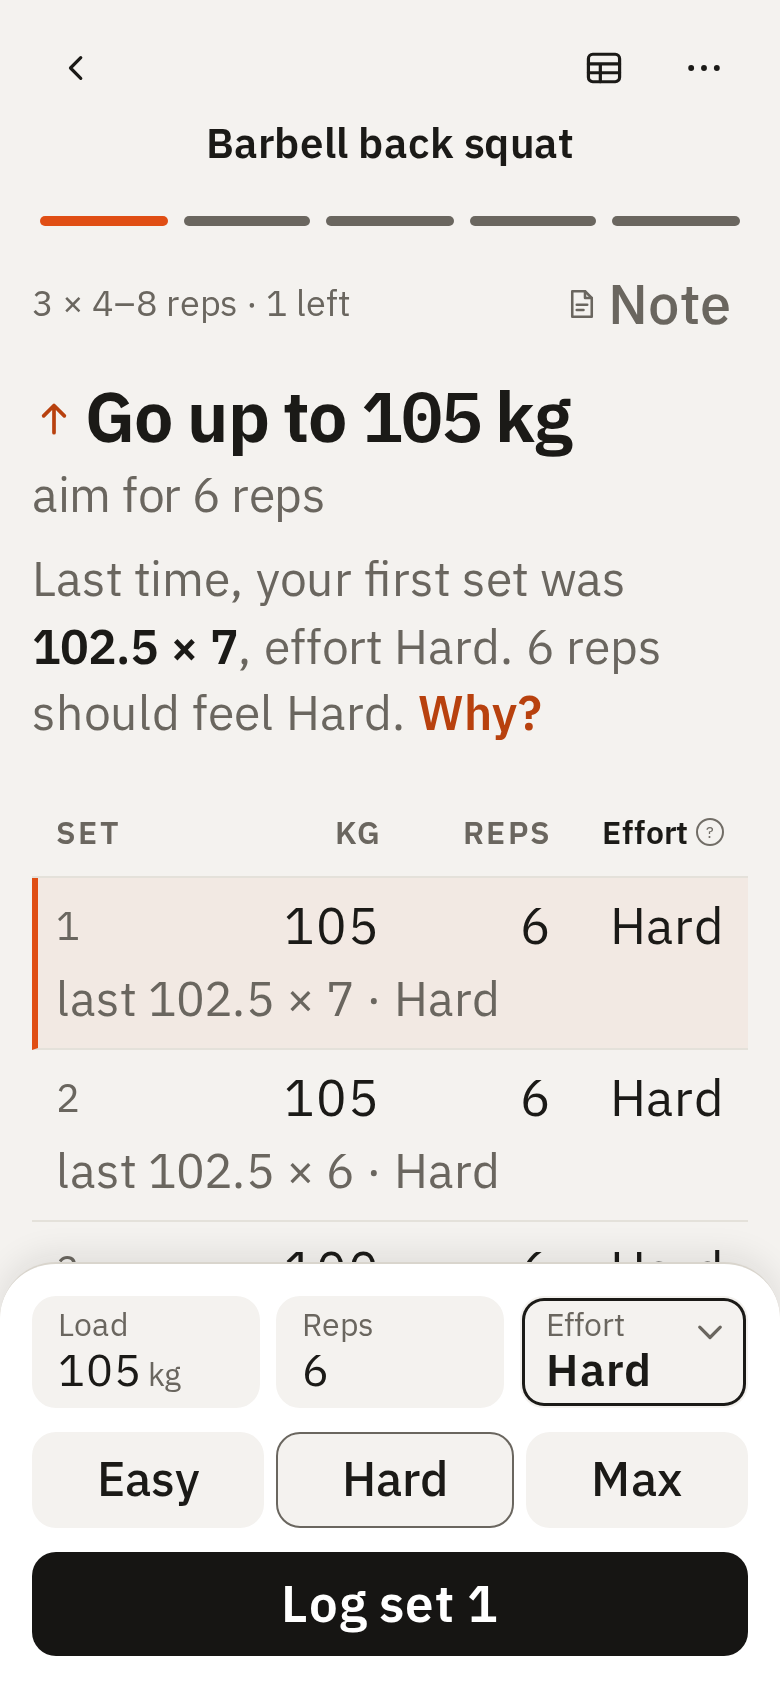 Barbell back squat
3 × 4–8 reps · 1 left
Note
Go up to 105 kg
aim for 6 reps
Last time, your first set was
102.5 × 7, effort Hard. 6 reps
should feel Hard. Why?
SET KG REPS Effort ?
1 105 6 Hard
last 102.5 × 7 · Hard
2 105 6 Hard
last 102.5 × 6 · Hard
Load Reps Effort
105 kg 6 Hard
Easy Hard Max
Log set 1